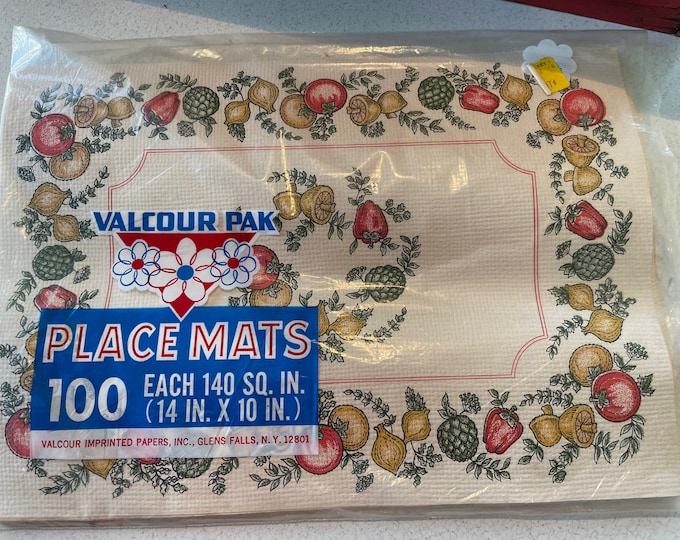 VALCOUR PAK
PLACE MATS
100
EACH 140 SQ. IN.
(14 IN. X 10 IN.)
VALCOUR IMPRINTED PAPERS, INC., GLENS FALLS, N.Y. 12801